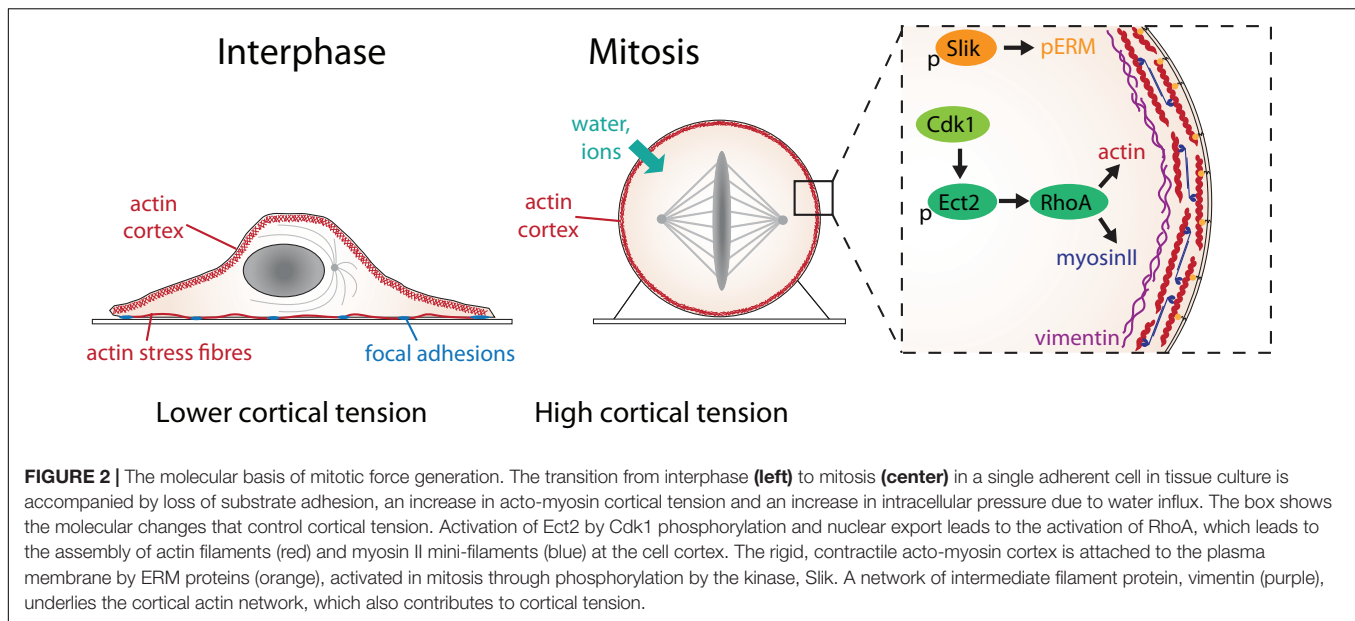 Interphase
Mitosis
water,
ions
actin
cortex
actin
cortex
actin stress fibres
focal adhesions
p
Slik
pERM
Cdk1
p
Ect2
RhoA
actin
myosinII
vimentin
Lower cortical tension
High cortical tension
FIGURE 2 | The molecular basis of mitotic force generation. The transition from interphase (left) to mitosis (center) in a single adherent cell in tissue culture is
accompanied by loss of substrate adhesion, an increase in acto-myosin cortical tension and an increase in intracellular pressure due to water influx. The box shows
the molecular changes that control cortical tension. Activation of Ect2 by Cdk1 phosphorylation and nuclear export leads to the activation of RhoA, which leads to
the assembly of actin filaments (red) and myosin II mini-filaments (blue) at the cell cortex. The rigid, contractile acto-myosin cortex is attached to the plasma
membrane by ERM proteins (orange), activated in mitosis through phosphorylation by the kinase, Slik. A network of intermediate filament protein, vimentin (purple),
underlies the cortical actin network, which also contributes to cortical tension.